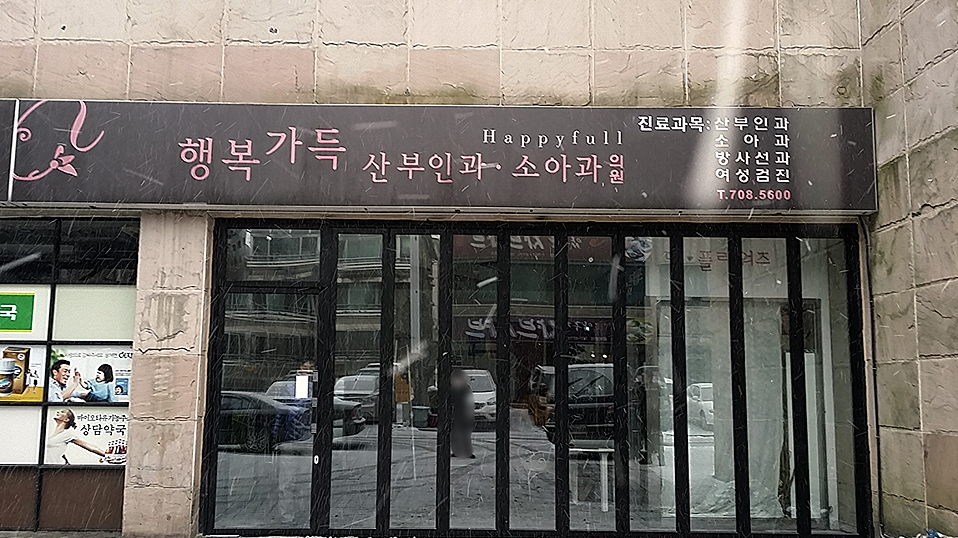 행복가득
Happyfull
산부인과·소아과의원
진료과목:산부인과
소아과
방사선과
여성검진
T.708.5600
국
상담약국